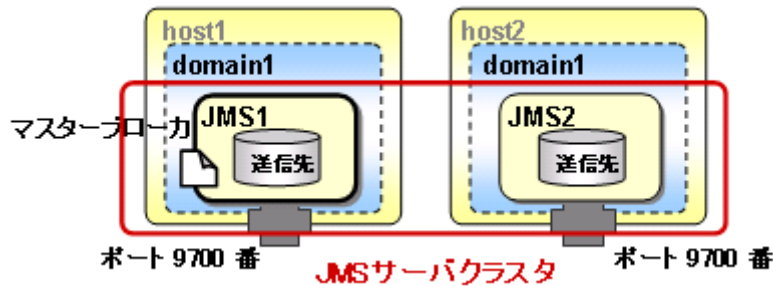 host1
host2
domain1
domain1
マスターブローカ
JMS1
JMS2
送信先
送信先
ポート 9700 番
ポート 9700 番
JMSサーバクラスタ